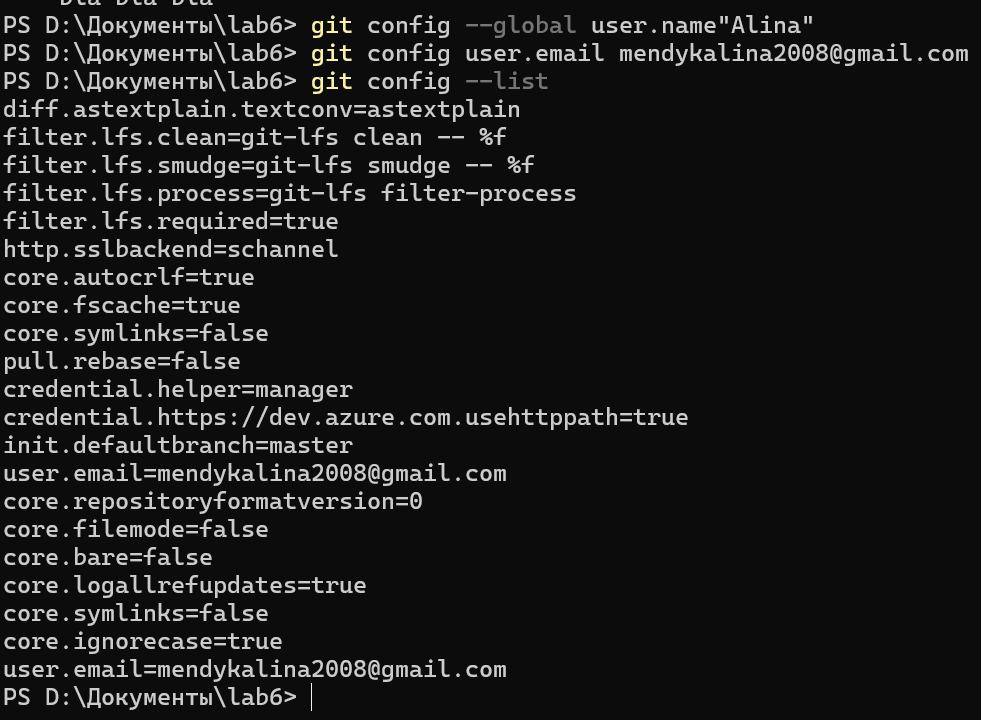 PS D:\Документы\lab6> git config --global user.name"Alina"
PS D:\Документы\lab6> git config user.email mendykalina2008@gmail.com
PS D:\Документы\lab6> git config --list
diff.astextplain.textconv=astextplain
filter.lfs.clean=git-lfs clean -- %f
filter.lfs.smudge=git-lfs smudge -- %f
filter.lfs.process=git-lfs filter-process
filter.lfs.required=true
http.sslbackend=schannel
core.autocrlf=true
core.fscache=true
core.symlinks=false
pull.rebase=false
credential.helper=manager
credential.https://dev.azure.com.usehttppath=true
init.defaultbranch=master
user.email=mendykalina2008@gmail.com
core.repositoryformatversion=0
core.filemode=false
core.bare=false
core.logallrefupdates=true
core.symlinks=false
core.ignorecase=true
user.email=mendykalina2008@gmail.com
PS D:\Документы\lab6>